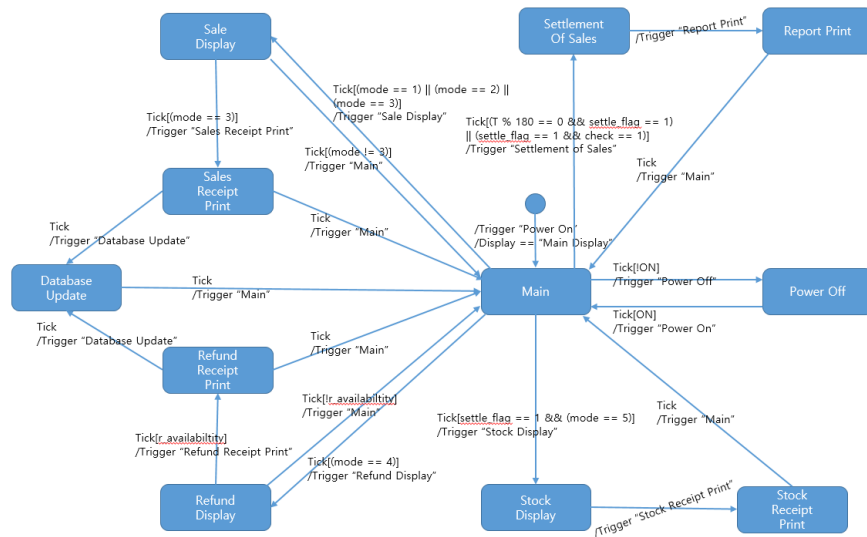 Sale
Display
Settlement
Of Sales
/Trigger “Report Print”
Report Print
Tick[(mode == 1) || (mode == 2) ||
(mode == 3)]
/Trigger “Sale Display”
Tick[(mode == 3)]
/Trigger “Sales Receipt Print”
Tick[(T % 180 == 0 && settle_flag == 1)
|| (settle_flag == 1 && check == 1)]
/Trigger “Settlement of Sales”
Tick[(mode != 3)]
/Trigger “Main”
Tick
/Trigger “Main”
Sales
Receipt
Print
Tick
/Trigger “Database Update”
Tick
/Trigger “Main”
/Trigger “Power On”
/Display == “Main Display”
Database
Update
Tick
/Trigger “Main”
Main
Tick[!ON]
/Trigger “Power Off”
Power Off
Tick[ON]
/Trigger “Power On”
Tick
/Trigger “Database Update”
Tick
/Trigger “Main”
Refund
Receipt
Print
Tick[!r_availabiltity]
/Trigger “Main”
Tick
/Trigger “Main”
Tick[settle_flag == 1 && (mode == 5)]
/Trigger “Stock Display”
Tick[r_availabiltity]
/Trigger “Refund Receipt Print”
Tick[(mode == 4)]
/Trigger “Refund Display”
Refund
Display
Stock
Display
/Trigger “Stock Receipt Print”
Stock
Receipt
Print